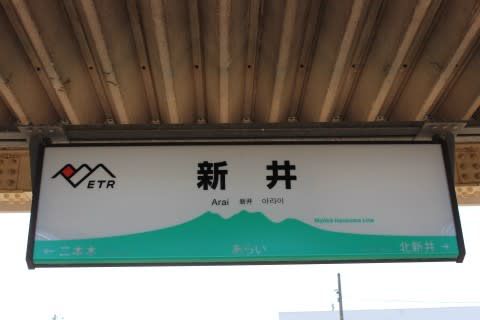 ETR
新井
Arai 新井 아라이
Myōkō Haneuma Line
← 二本木 あらい 北新井 →